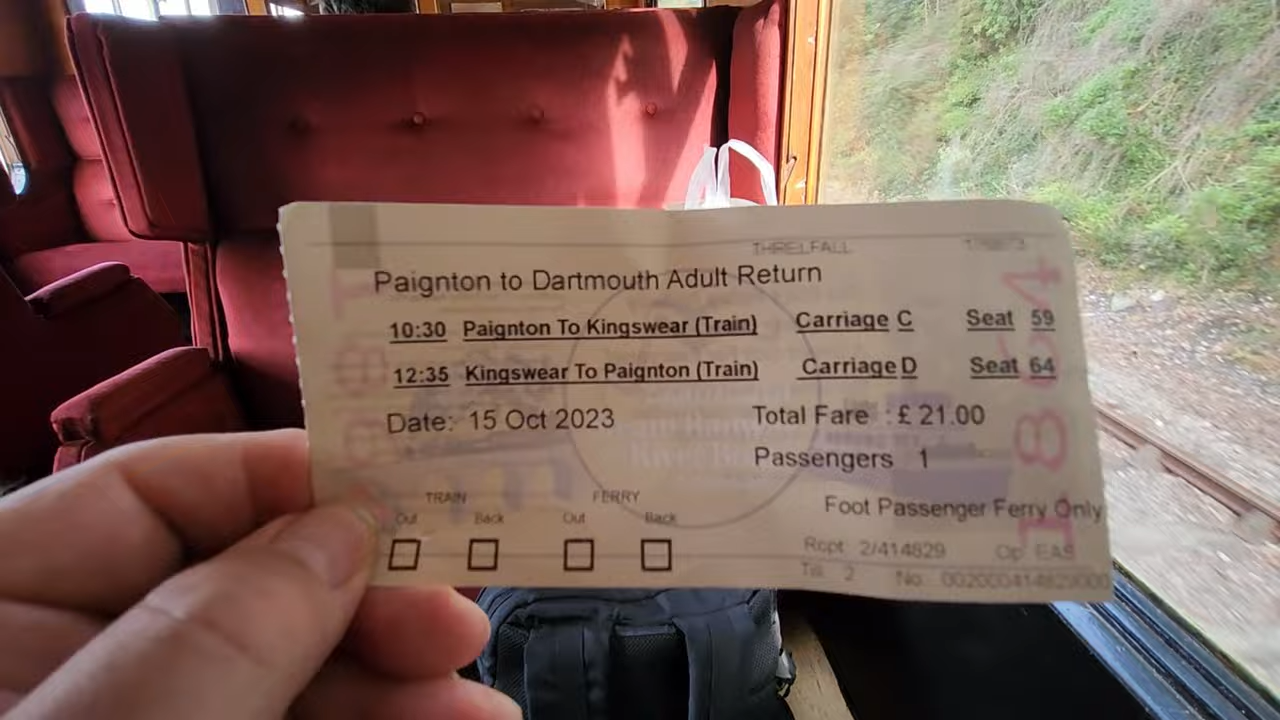 THRELFALL
Paignton to Dartmouth Adult Return
10:30 Paignton To Kingswear (Train) Carriage C Seat 59
12:35 Kingswear To Paignton (Train) Carriage D Seat 64
Date: 15 Oct 2023 Total Fare : £ 21.00
Passengers 1
TRAIN FERRY
Out Back Out Back
Foot Passenger Ferry Only
Rcpt: 2/414829 Op: EAS
Till: 2 No: